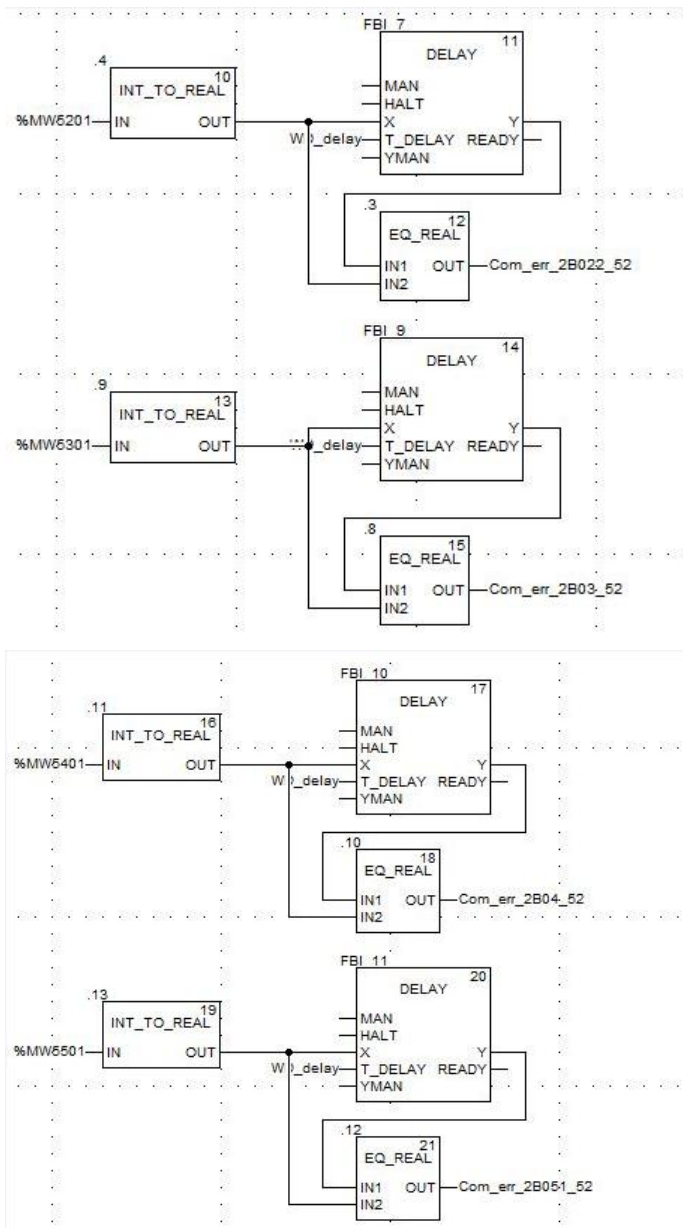 FBI_7
DELAY 11
.4
INT_TO_REAL 10
MAN
HALT
%MW5201 IN OUT
X Y
T_DELAY READY
YMAN
.3
EQ_REAL 12
IN1 OUT Com_err_2B022_52
IN2
FBI_9
DELAY 14
.9
INT_TO_REAL 13
MAN
HALT
X Y
%MW5301 IN OUT
T_DELAY READY
YMAN
.8
EQ_REAL 15
IN1 OUT Com_err_2B03_52
IN2
FBI_10
DELAY 17
.11
INT_TO_REAL 16
MAN
HALT
%MW5401 IN OUT
X Y
T_DELAY READY
YMAN
.10
EQ_REAL 18
IN1 OUT Com_err_2B04_52
IN2
FBI_11
DELAY 20
.13
INT_TO_REAL 19
MAN
HALT
%MW5501 IN OUT
X Y
T_DELAY READY
YMAN
.12
EQ_REAL 21
IN1 OUT Com_err_2B051_52
IN2